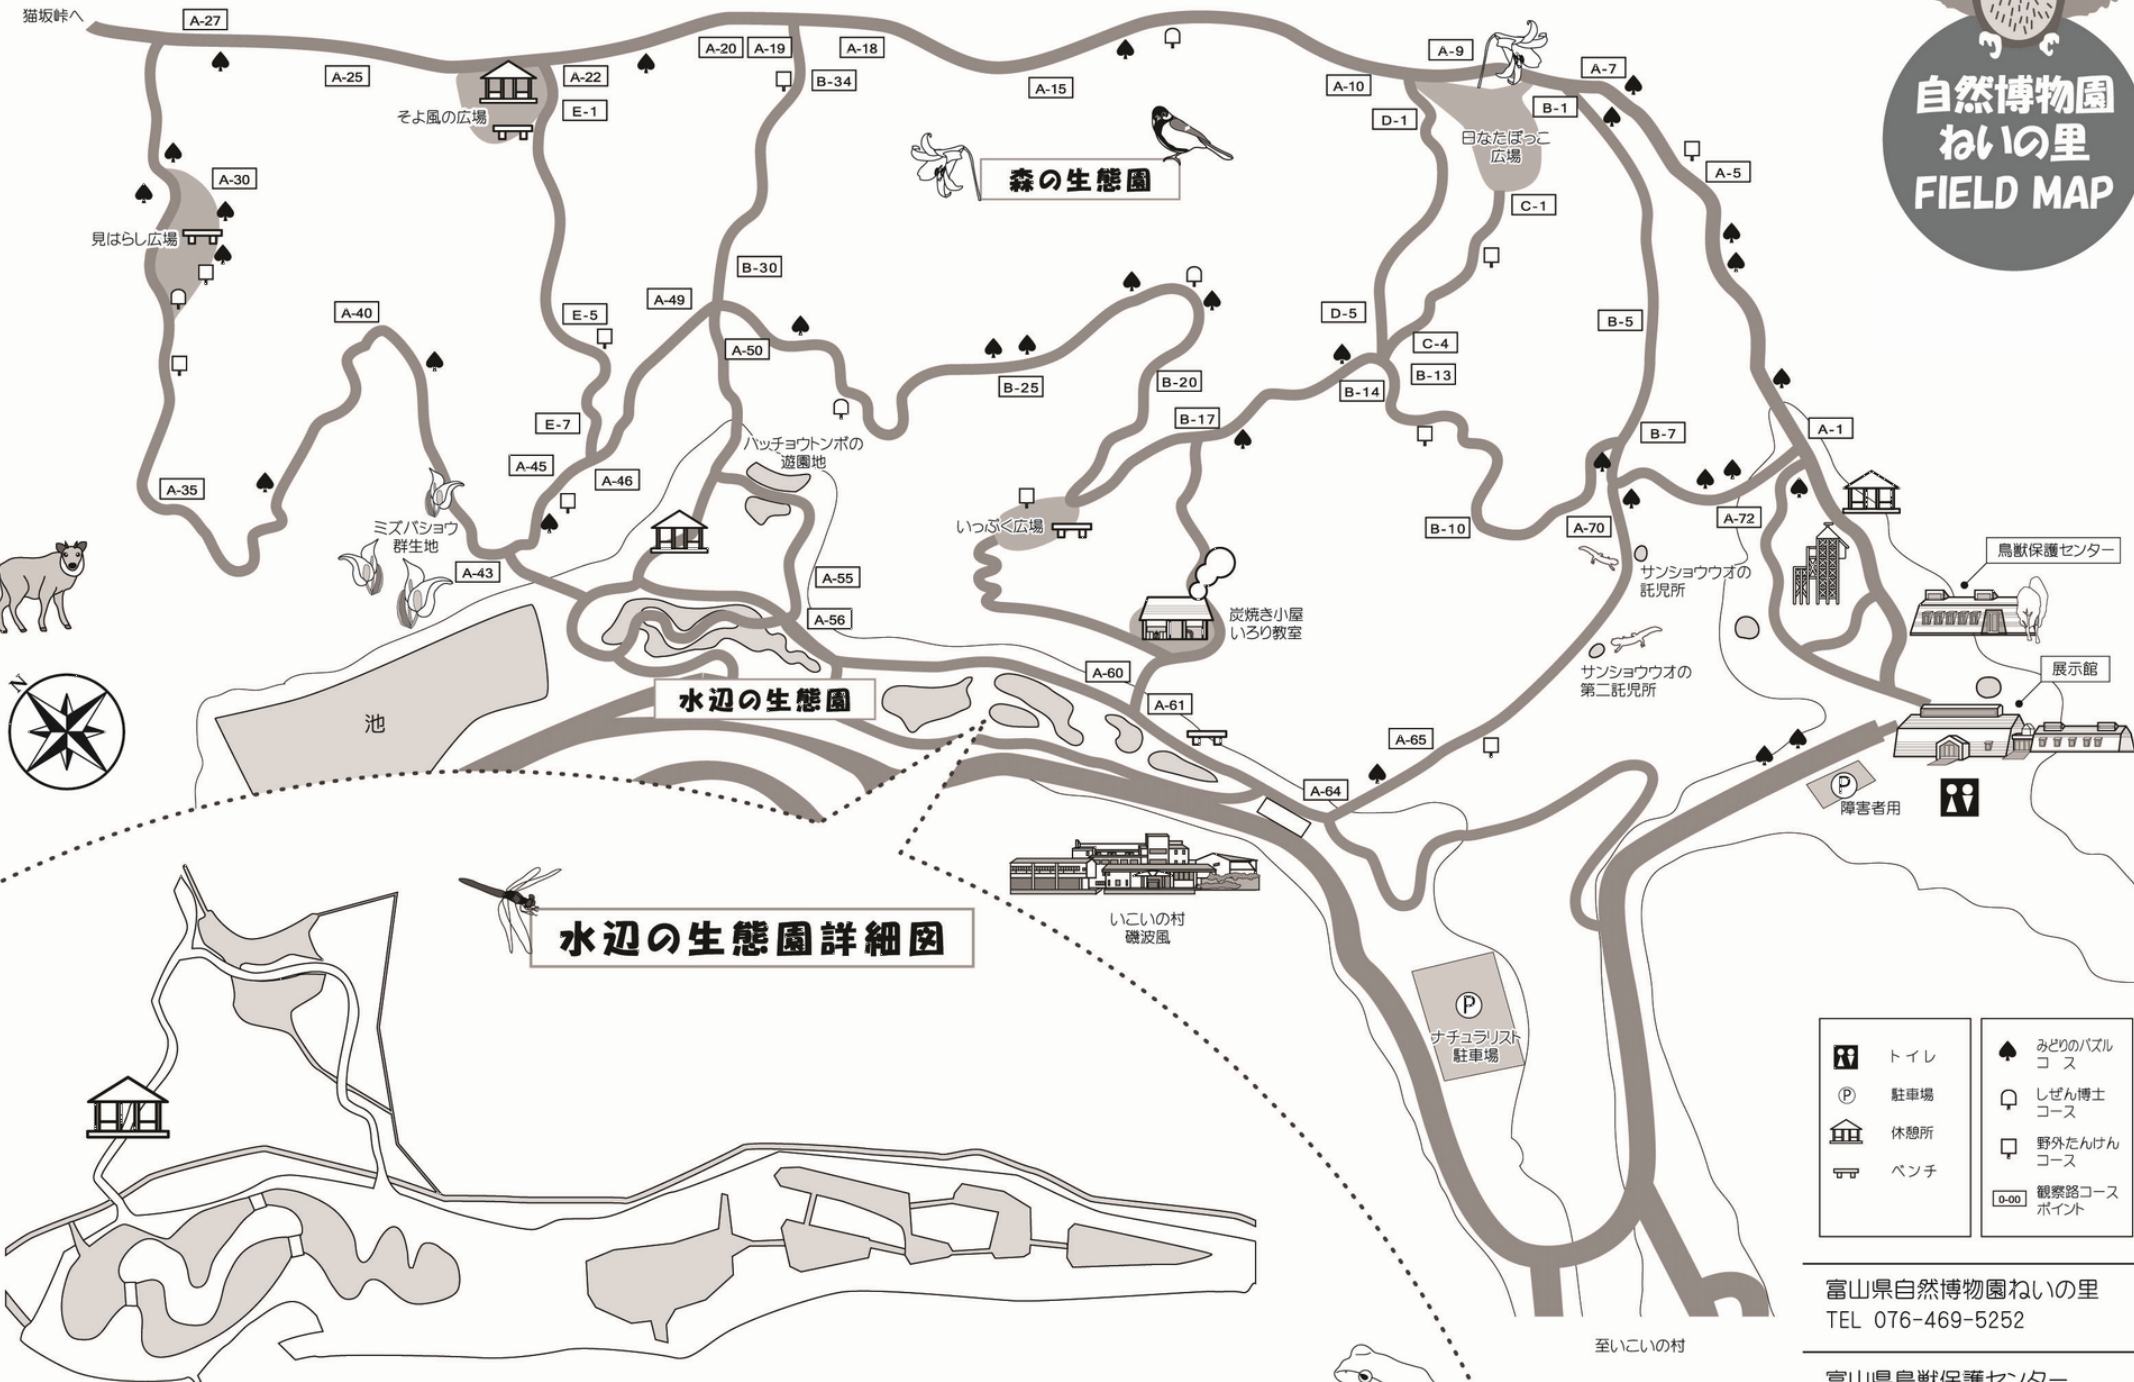 猫坂峠へ
A-27
A-25
A-22
E-1
そよ風の広場
A-20
A-19
A-18
B-34
A-15
A-10
A-9
A-7
B-1
D-1
日なたぼっこ
広場
自然博物園
ねいの里
FIELD MAP
森の生態園
A-5
C-1
A-30
見はらし広場
B-30
A-49
A-40
E-5
A-50
D-5
C-4
B-5
B-25
B-20
B-13
B-14
B-17
E-7
B-7
A-1
ハッチョウトンボの
遊園地
A-45
A-46
A-35
ミズバショウ
群生地
いっぷく広場
B-10
A-70
A-72
A-43
A-55
鳥獣保護センター
サンショウウオの
託児所
A-56
炭焼き小屋
いろり教室
A-60
サンショウウオの
第二託児所
展示館
水辺の生態園
A-61
N
池
A-65
A-64
P
障害者用
水辺の生態園詳細図
いこいの村
磯波風
P
ナチュラリスト
駐車場
トイレ
P
駐車場
休憩所
ベンチ
みどりのパズル
コース
しぜん博士
コース
野外たんけん
コース
0-00
観察路コース
ポイント
富山県自然博物園ねいの里
TEL 076-469-5252
至いこいの村
富山県鳥獣保護センター